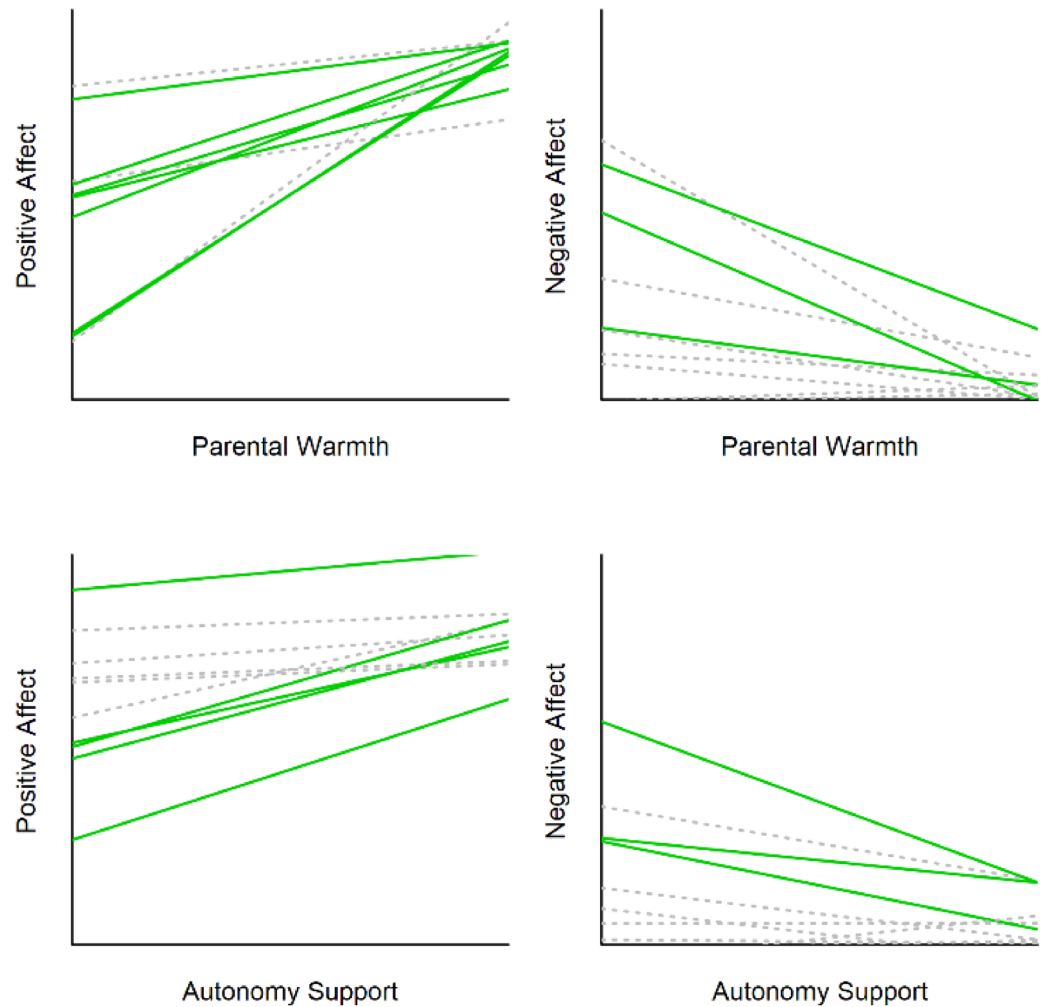 Positive Affect
Parental Warmth
Negative Affect
Parental Warmth
Positive Affect
Autonomy Support
Negative Affect
Autonomy Support